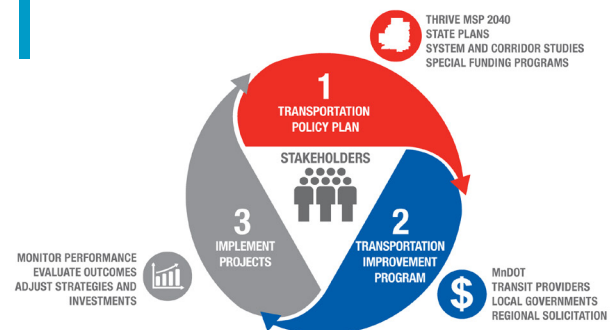 THRIVE MSP 2040
STATE PLANS
SYSTEM AND CORRIDOR STUDIES
SPECIAL FUNDING PROGRAMS
1
TRANSPORTATION
POLICY PLAN
STAKEHOLDERS
2
TRANSPORTATION
IMPROVEMENT
PROGRAM
3
IMPLEMENT
PROJECTS
MONITOR PERFORMANCE
EVALUATE OUTCOMES
ADJUST STRATEGIES AND
INVESTMENTS
$
MnDOT
TRANSIT PROVIDERS
LOCAL GOVERNMENTS
REGIONAL SOLICITATION